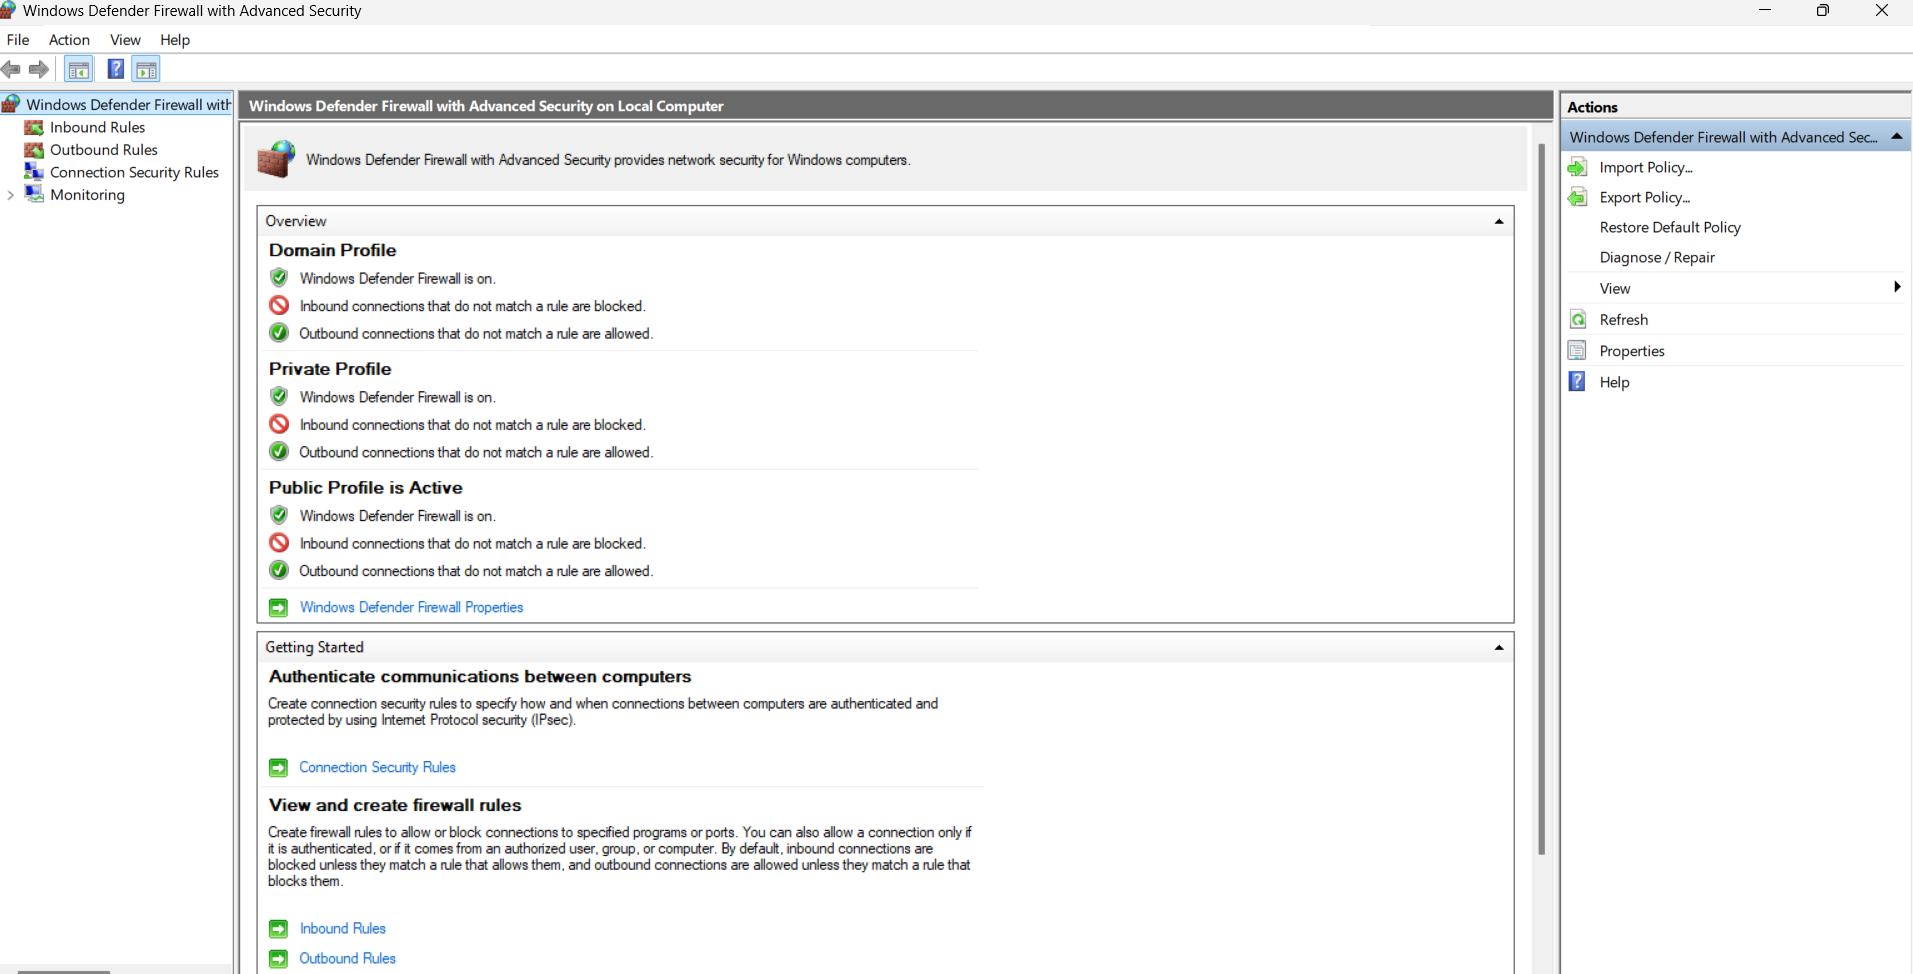 Windows Defender Firewall with Advanced Security
File Action View Help
Windows Defender Firewall with
Inbound Rules
Outbound Rules
Connection Security Rules
Monitoring
Windows Defender Firewall with Advanced Security on Local Computer
Windows Defender Firewall with Advanced Security provides network security for Windows computers.
Overview
Domain Profile
Windows Defender Firewall is on.
Inbound connections that do not match a rule are blocked.
Outbound connections that do not match a rule are allowed.
Private Profile
Windows Defender Firewall is on.
Inbound connections that do not match a rule are blocked.
Outbound connections that do not match a rule are allowed.
Public Profile is Active
Windows Defender Firewall is on.
Inbound connections that do not match a rule are blocked.
Outbound connections that do not match a rule are allowed.
Windows Defender Firewall Properties
Getting Started
Authenticate communications between computers
Create connection security rules to specify how and when connections between computers are authenticated and
protected by using Internet Protocol security (IPsec).
Connection Security Rules
View and create firewall rules
Create firewall rules to allow or block connections to specified programs or ports. You can also allow a connection only if
it is authenticated, or if it comes from an authorized user, group, or computer. By default, inbound connections are
blocked unless they match a rule that allows them, and outbound connections are allowed unless they match a rule that
blocks them.
Inbound Rules
Outbound Rules
Actions
Windows Defender Firewall with Advanced Sec...
Import Policy...
Export Policy...
Restore Default Policy
Diagnose / Repair
View
Refresh
Properties
Help